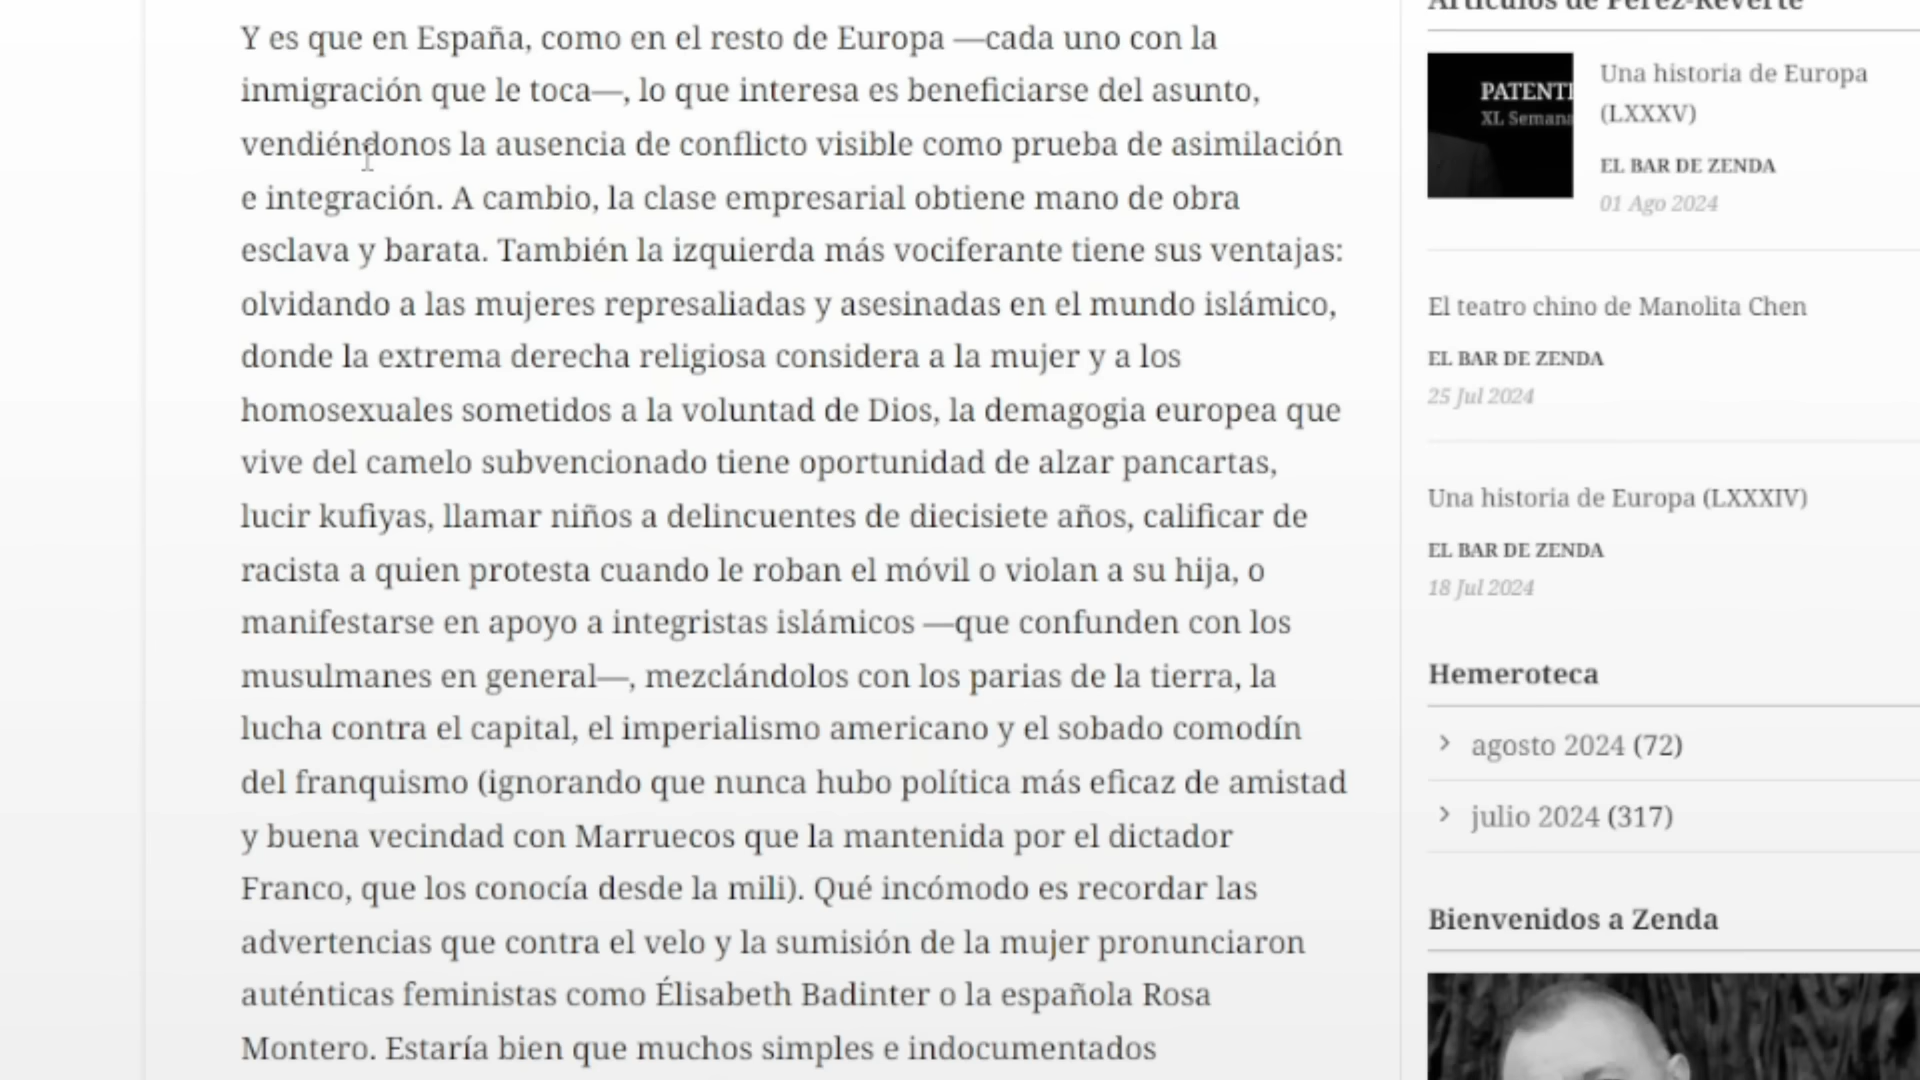 Y es que en España, como en el resto de Europa —cada uno con la
inmigración que le toca—, lo que interesa es beneficiarse del asunto,
vendiéndonos la ausencia de conflicto visible como prueba de asimilación
e integración. A cambio, la clase empresarial obtiene mano de obra
esclava y barata. También la izquierda más vociferante tiene sus ventajas:
olvidando a las mujeres represaliadas y asesinadas en el mundo islámico,
donde la extrema derecha religiosa considera a la mujer y a los
homosexuales sometidos a la voluntad de Dios, la demagogia europea que
vive del camelo subvencionado tiene oportunidad de alzar pancartas,
lucir kufiyas, llamar niños a delincuentes de diecisiete años, calificar de
racista a quien protesta cuando le roban el móvil o violan a su hija, o
manifestarse en apoyo a integristas islámicos —que confunden con los
musulmanes en general—, mezclándolos con los parias de la tierra, la
lucha contra el capital, el imperialismo americano y el sobado comodín
del franquismo (ignorando que nunca hubo política más eficaz de amistad
y buena vecindad con Marruecos que la mantenida por el dictador
Franco, que los conocía desde la mili). Qué incómodo es recordar las
advertencias que contra el velo y la sumisión de la mujer pronunciaron
auténticas feministas como Élisabeth Badinter o la española Rosa
Montero. Estaría bien que muchos simples e indocumentados
Artículos de Pérez-Reverte
PATENTE
XL Semana
Una historia de Europa
(LXXXV)
EL BAR DE ZENDA
01 Ago 2024
El teatro chino de Manolita Chen
EL BAR DE ZENDA
25 Jul 2024
Una historia de Europa (LXXXIV)
EL BAR DE ZENDA
18 Jul 2024
Hemeroteca
agosto 2024 (72)
julio 2024 (317)
Bienvenidos a Zenda